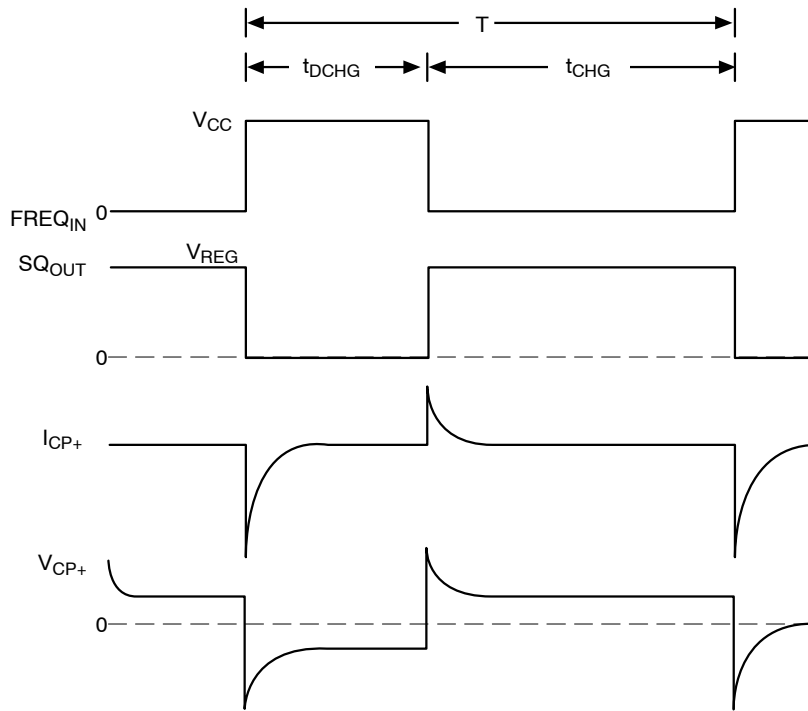 T
tDCHG
tCHG
VCC
0
FREQIN
VREG
SQOUT
0
ICP+
VCP+
0